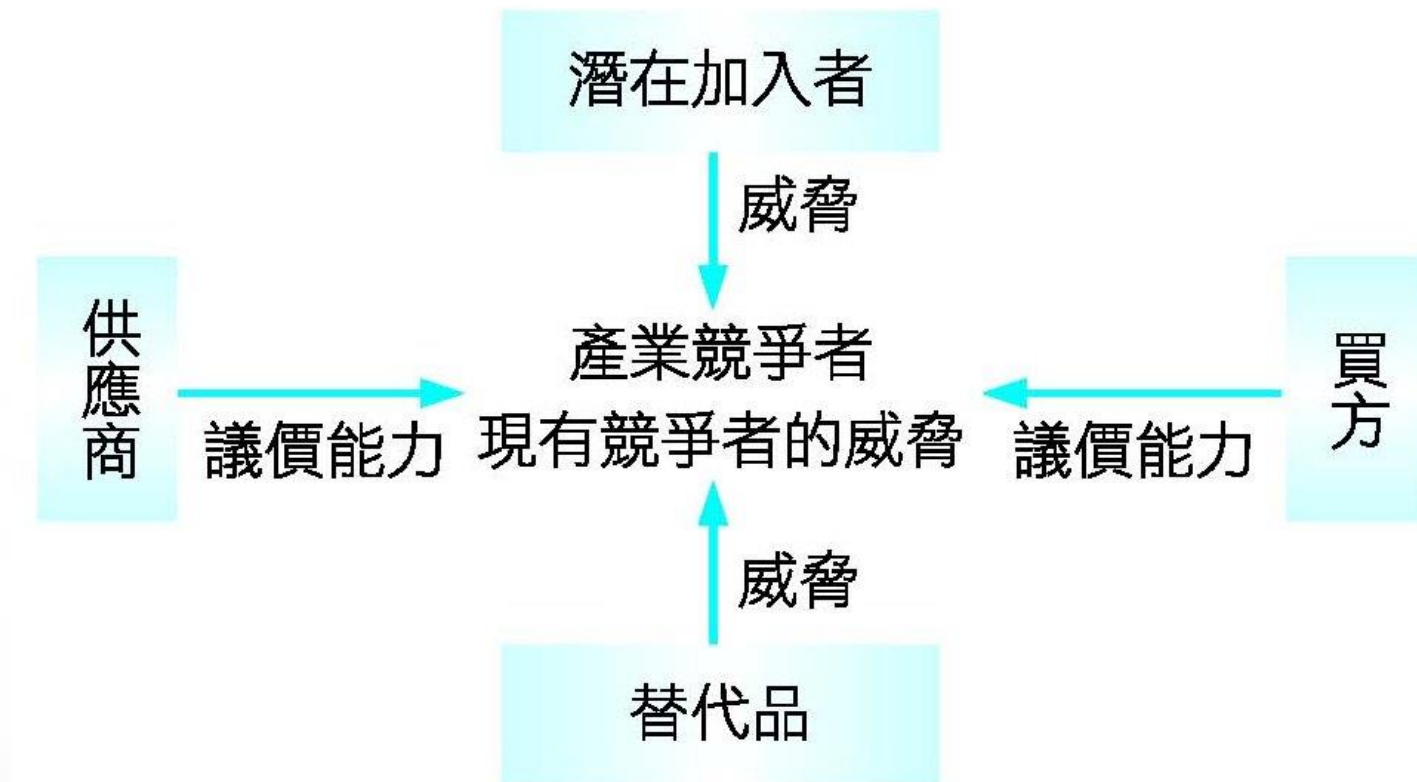 潛在加入者
威脅
供應商
議價能力
產業競爭者
現有競爭者的威脅
議價能力
買方
威脅
替代品